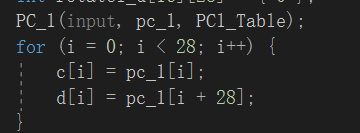 PC_1(input, pc_1, PC1_Table);
for (i = 0; i < 28; i++) {
    c[i] = pc_1[i];
    d[i] = pc_1[i + 28];
}